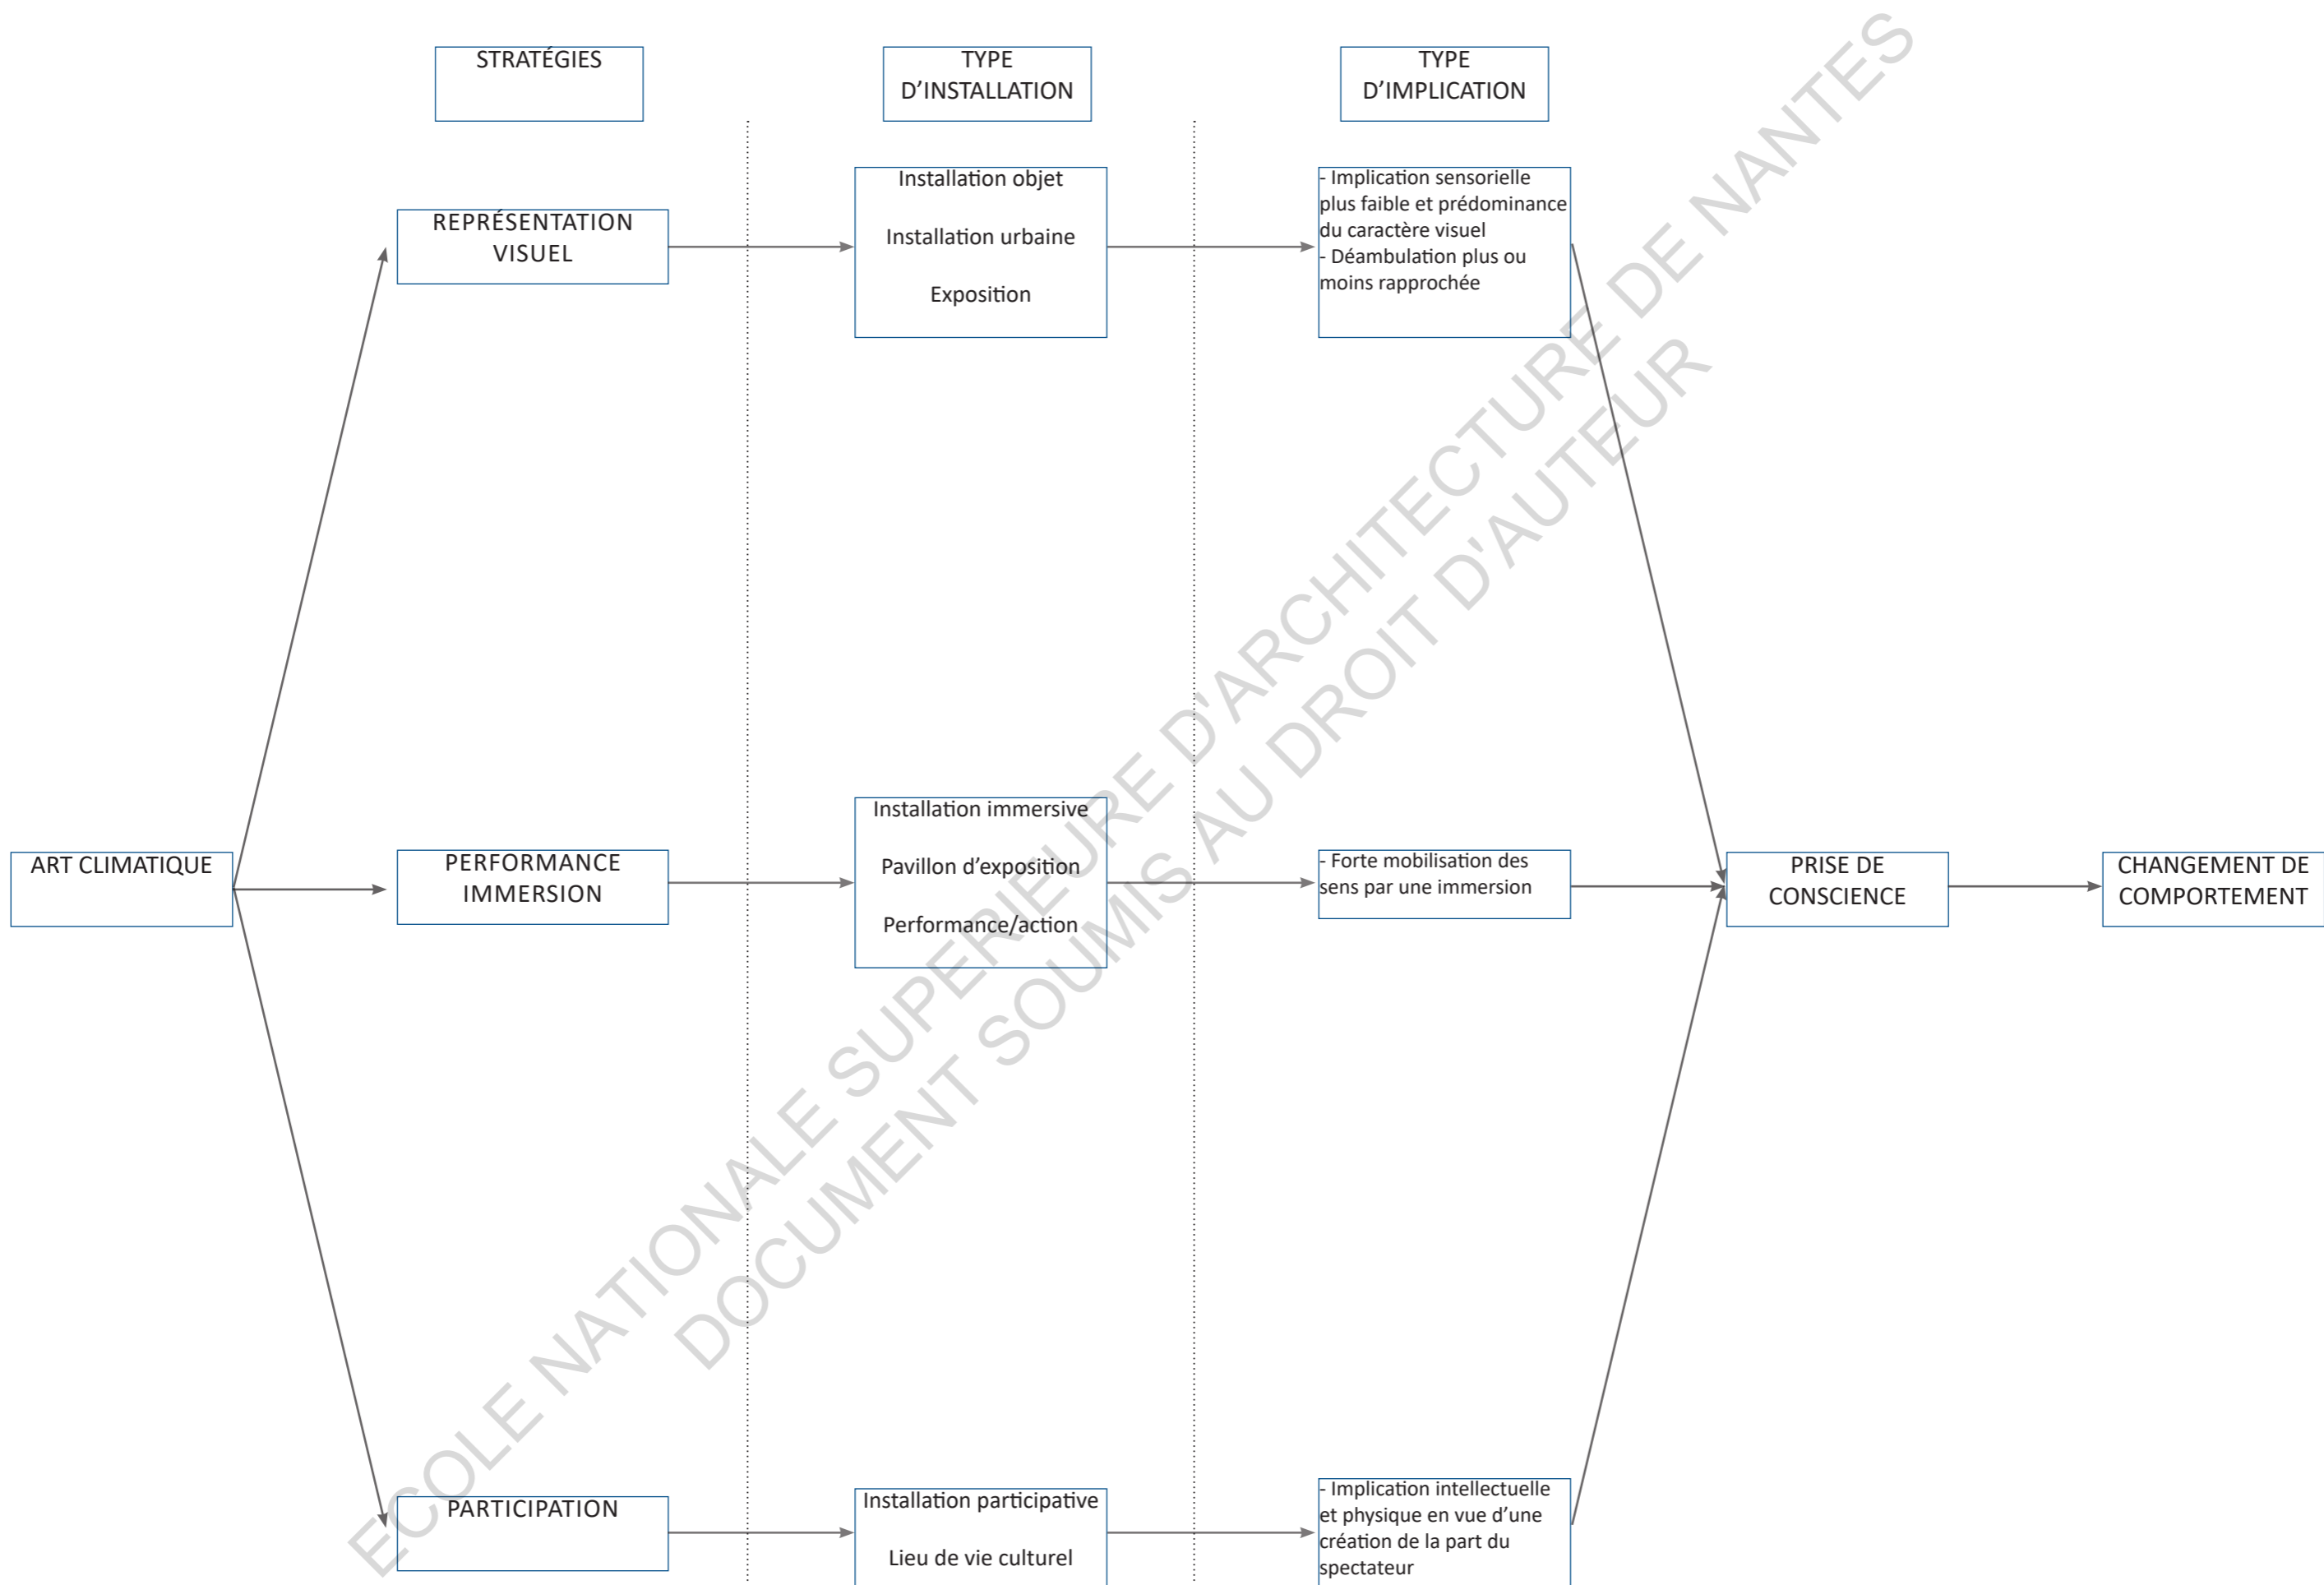 STRATÉGIES
TYPE
D’INSTALLATION
TYPE
D’IMPLICATION
REPRÉSENTATION
VISUEL
Installation objet
Installation urbaine
Exposition
- Implication sensorielle
plus faible et prédominance
du caractère visuel
- Déambulation plus ou
moins rapprochée
ART CLIMATIQUE
PERFORMANCE
IMMERSION
Installation immersive
Pavillon d’exposition
Performance/action
- Forte mobilisation des
sens par une immersion
PRISE DE
CONSCIENCE
CHANGEMENT DE
COMPORTEMENT
PARTICIPATION
Installation participative
Lieu de vie culturel
- Implication intellectuelle
et physique en vue d’une
création de la part du
spectateur
ECOLE NATIONALE SUPERIEURE D'ARCHITECTURE DE NANTES
DOCUMENT SOUMIS AU DROIT D'AUTEUR